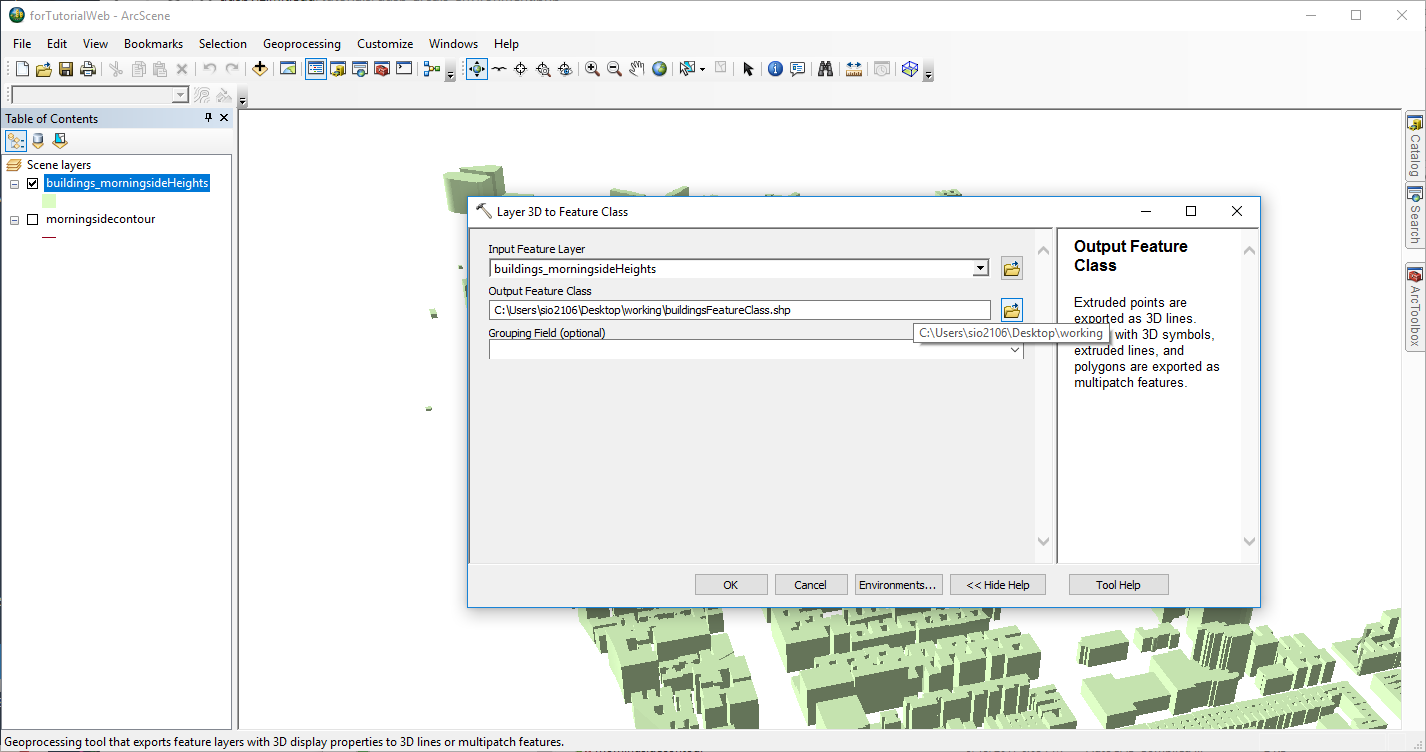 forTutorialWeb - ArcScene
File Edit View Bookmarks Selection Geoprocessing Customize Windows Help
Table of Contents
Scene layers
buildings_morningsideHeights
morningsidecontour
Layer 3D to Feature Class
Input Feature Layer
buildings_morningsideHeights
Output Feature Class
C:\Users\sio2106\Desktop\working\buildingsFeatureClass.shp
Grouping Field (optional)
C:\Users\sio2106\Desktop\working
OK Cancel Environments... << Hide Help Tool Help
Output Feature
Class
Extruded points are
exported as 3D lines.
with 3D symbols,
extruded lines, and
polygons are exported as
multipatch features.
Catalog
Search
ArcToolbox
Geoprocessing tool that exports feature layers with 3D display properties to 3D lines or multipatch features.